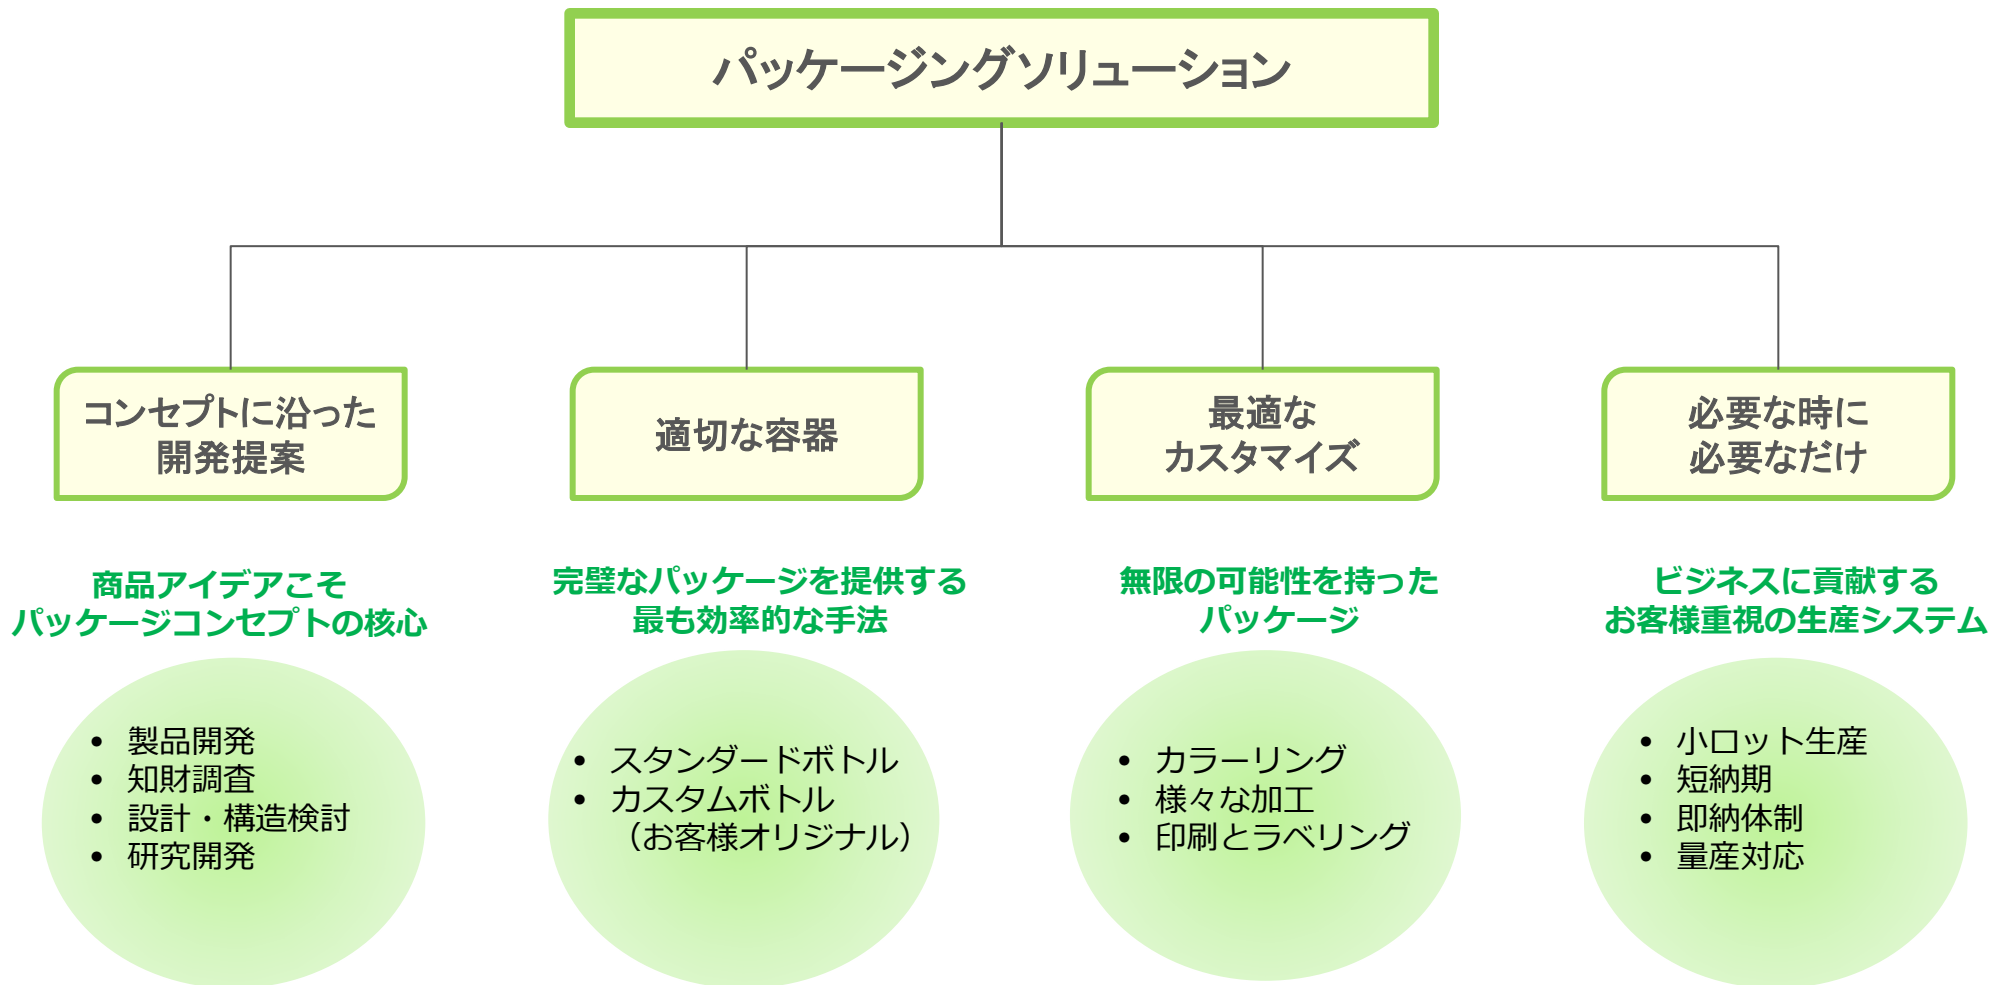 パッケージングソリューション
コンセプトに沿った
開発提案
適切な容器
最適な
カスタマイズ
必要な時に
必要なだけ
商品アイデアこそ
パッケージコンセプトの核心
完璧なパッケージを提供する
最も効率的な手法
無限の可能性を持った
パッケージ
ビジネスに貢献する
お客様重視の生産システム
• 製品開発
• 知財調査
• 設計・構造検討
• 研究開発
• スタンダードボトル
• カスタムボトル
（お客様オリジナル）
• カラーリング
• 様々な加工
• 印刷とラベリング
• 小ロット生産
• 短納期
• 即納体制
• 量産対応